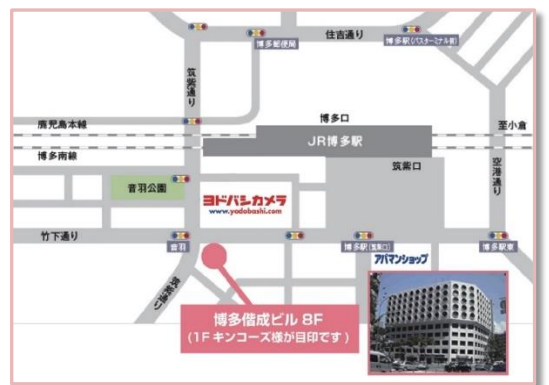 住吉通り
博多駅(バスターミナル前)
博多郵便局
筑紫通り
博多口
鹿児島本線
至小倉
JR博多駅
博多南線
筑紫口
空港通り
音羽公園
ヨドバシカメラ
www.yodobashi.com
竹下通り
音羽
博多駅(筑紫口)
博多駅東
アパマンショップ
筑紫通り
博多偕成ビル 8F
(1F キンコーズ様が目印です)